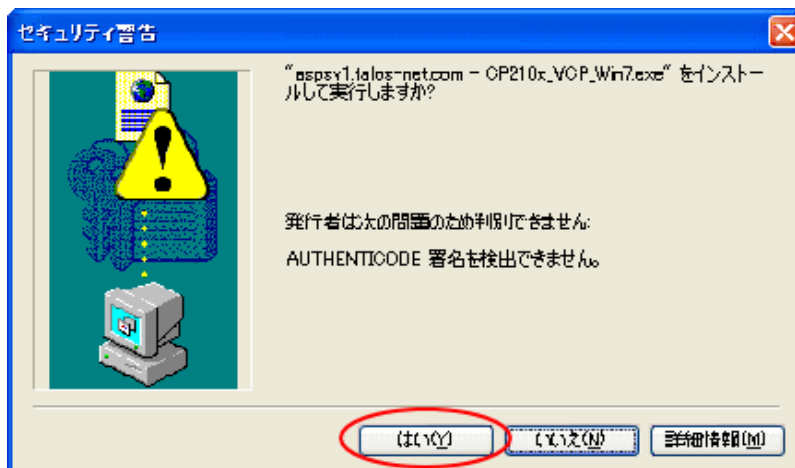 セキュリティ警告
“aspsv1.talos-net.com - CP210x_VCP_Win7.exe” をインストー
ルして実行しますか?
発行者は次の問題のため判別できません:
AUTHENTICODE 署名を検出できません。
はい(Y)
いいえ(N)
詳細情報(M)